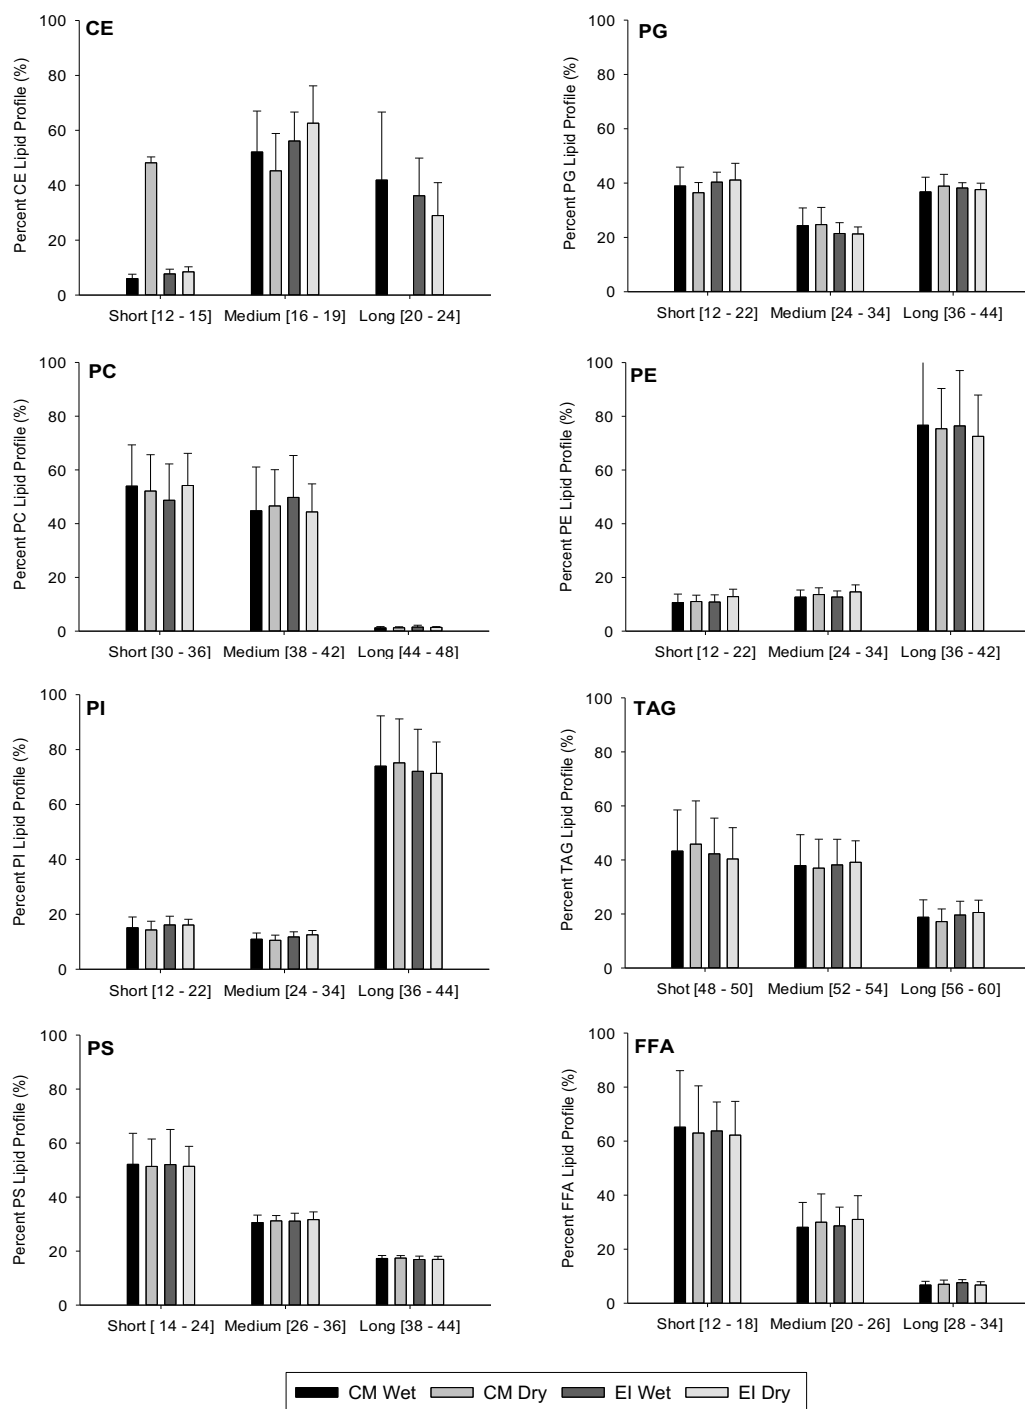 CE
Percent CE Lipid Profile (%)
100
80
60
40
20
0
Short [12 - 15] Medium [16 - 19] Long [20 - 24]
PG
Percent PG Lipid Profile (%)
100
80
60
40
20
0
Short [12 - 22] Medium [24 - 34] Long [36 - 44]
PC
Percent PC Lipid Profile (%)
100
80
60
40
20
0
Short [30 - 36] Medium [38 - 42] Long [44 - 48]
PE
Percent PE Lipid Profile (%)
100
80
60
40
20
0
Short [12 - 22] Medium [24 - 34] Long [36 - 42]
PI
Percent PI Lipid Profile (%)
100
80
60
40
20
0
Short [12 - 22] Medium [24 - 34] Long [36 - 44]
TAG
Percent TAG Lipid Profile (%)
100
80
60
40
20
0
Shot [48 - 50] Medium [52 - 54] Long [56 - 60]
PS
Percent PS Lipid Profile (%)
100
80
60
40
20
0
Short [ 14 - 24] Medium [26 - 36] Long [38 - 44]
FFA
Percent FFA Lipid Profile (%)
100
80
60
40
20
0
Short [12 - 18] Medium [20 - 26] Long [28 - 34]
CM Wet CM Dry EI Wet EI Dry